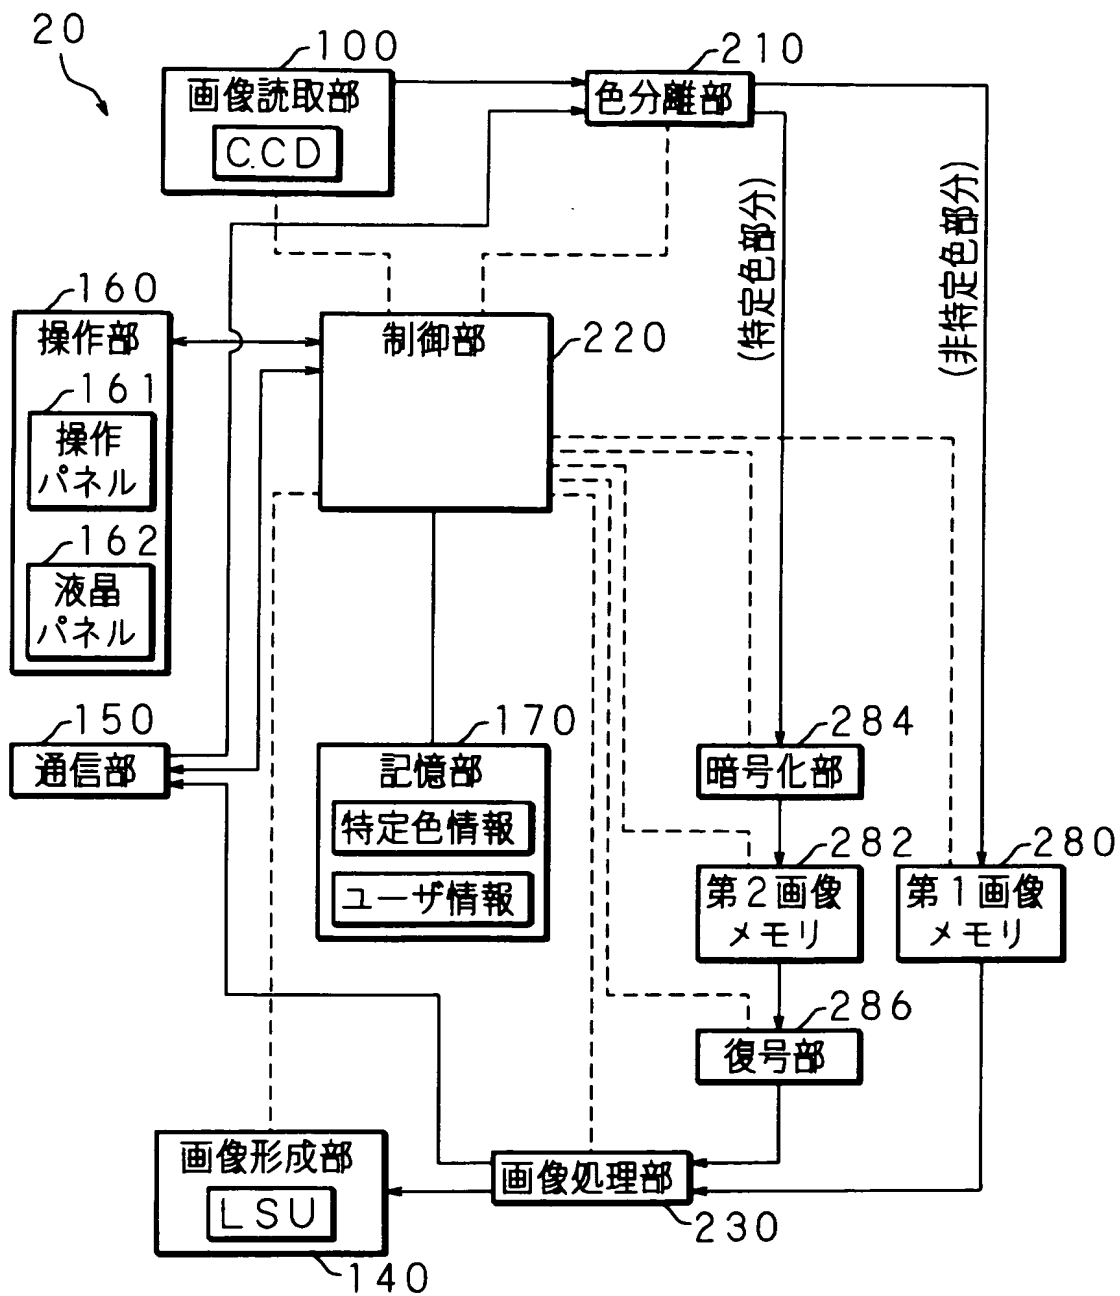 20
100
画像読取部
CCD
210
色分離部
(特定色部分)
(非特定色部分)
160
操作部
161
操作
パネル
162
液晶
パネル
制御部
220
150
通信部
170
記憶部
特定色情報
ユーザ情報
284
暗号化部
282
第2画像
メモリ
280
第1画像
メモリ
286
復号部
画像形成部
LSU
140
画像処理部
230